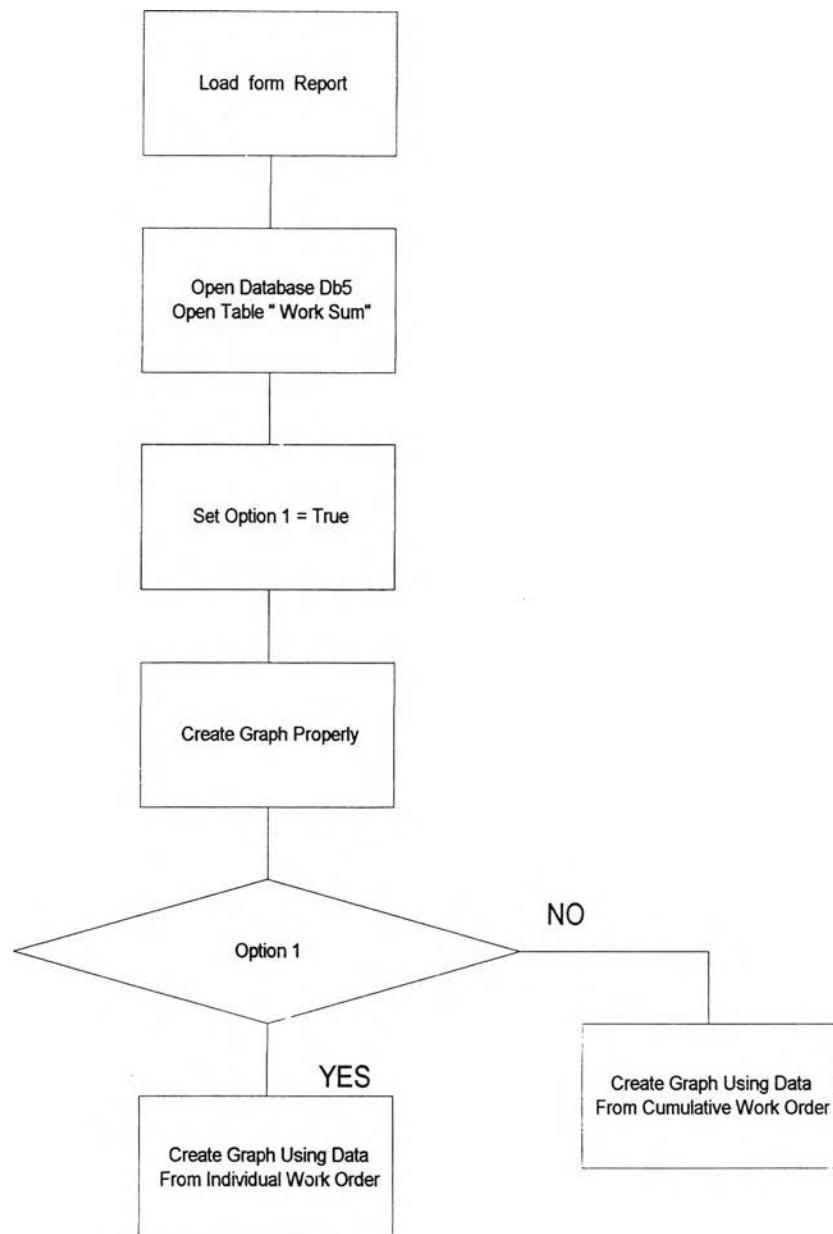 Load form Report
Open Database Db5
Open Table " Work Sum"
Set Option 1 = True
Create Graph Properly
Option 1
NO
YES
Create Graph Using Data
From Cumulative Work Order
Create Graph Using Data
From Individual Work Order